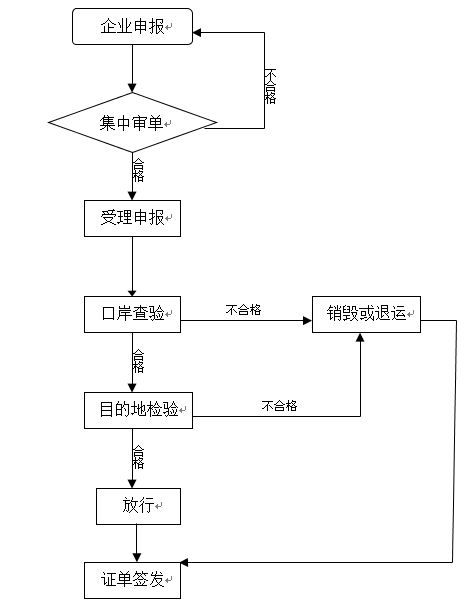 企业申报
不合格
集中审单
合格
受理申报
口岸查验
不合格
销毁或退运
合格
目的地检验
不合格
合格
放行
证单签发